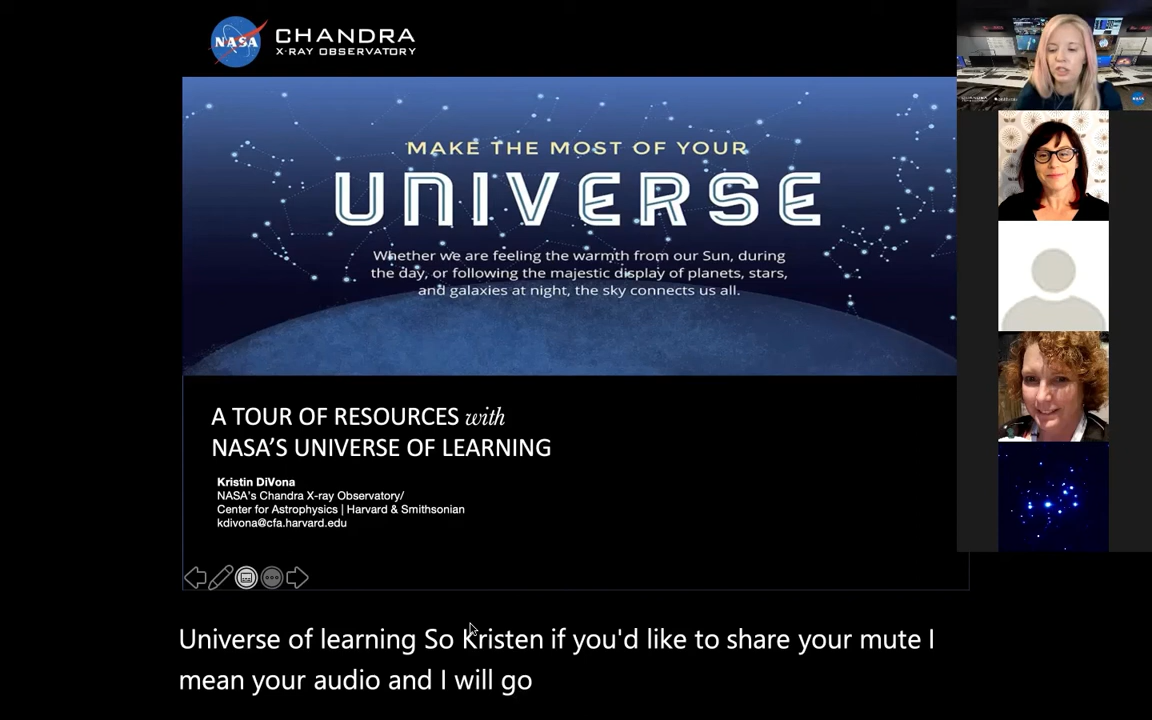 NASA
CHANDRA
X-RAY OBSERVATORY
MAKE THE MOST OF YOUR
UNIVERSE
Whether we are feeling the warmth from our Sun, during
the day, or following the majestic display of planets, stars,
and galaxies at night, the sky connects us all.
A TOUR OF RESOURCES with
NASA'S UNIVERSE OF LEARNING
Kristin DiVona
NASA's Chandra X-ray Observatory/
Center for Astrophysics | Harvard & Smithsonian
kdivona@cfa.harvard.edu
Universe of learning So Kristen if you'd like to share your mute I
mean your audio and I will go